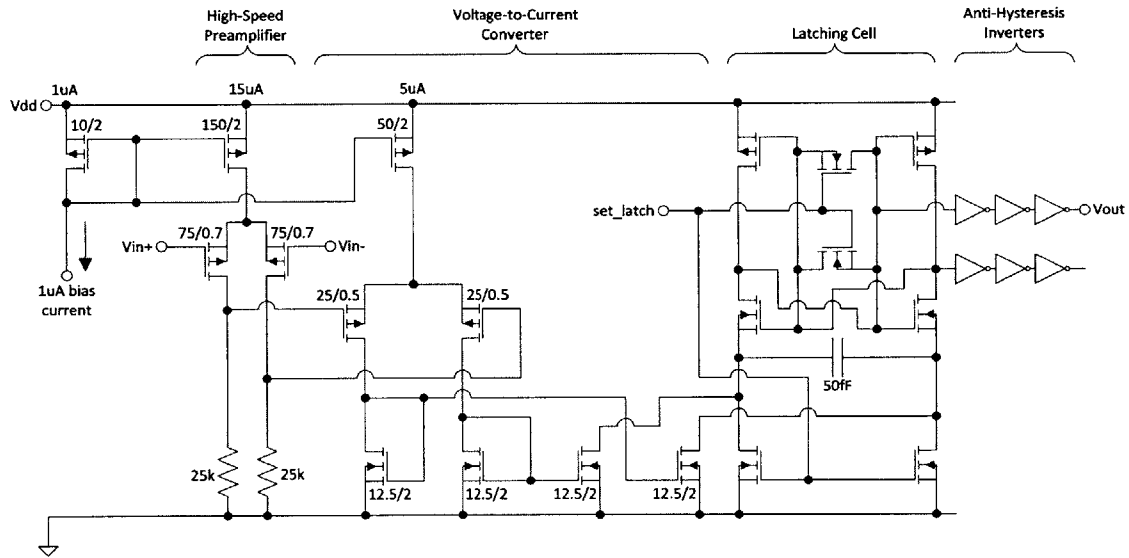 High-Speed
Preamplifier
Voltage-to-Current
Converter
Latching Cell
Anti-Hysteresis
Inverters
Vdd
1uA
15uA
5uA
10/2
150/2
50/2
set_latch
Vout
Vin+
75/0.7
75/0.7
Vin-
1uA bias
current
25/0.5
25/0.5
50fF
25k
25k
12.5/2
12.5/2
12.5/2
12.5/2